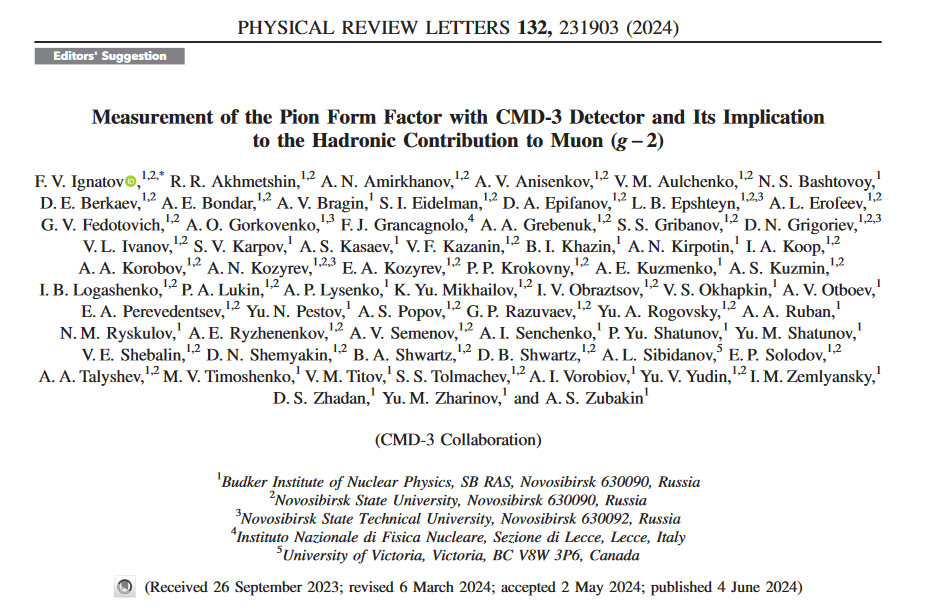 PHYSICAL REVIEW LETTERS 132, 231903 (2024)
Editors' Suggestion
Measurement of the Pion Form Factor with CMD-3 Detector and Its Implication
to the Hadronic Contribution to Muon (g − 2)
F. V. Ignatov,1,2,* R. R. Akhmetshin,1,2 A. N. Amirkhanov,1,2 A. V. Anisenkov,1,2 V. M. Aulchenko,1,2 N. S. Bashtovoy,1
D. E. Berkaev,1,2 A. E. Bondar,1,2 A. V. Bragin,1 S. I. Eidelman,1,2 D. A. Epifanov,1,2 L. B. Epshteyn,1,2,3 A. L. Erofeev,1,2
G. V. Fedotovich,1,2 A. O. Gorkovenko,1,3 F. J. Grancagnolo,4 A. A. Grebenuk,1,2 S. S. Gribanov,1,2 D. N. Grigoriev,1,2,3
V. L. Ivanov,1,2 S. V. Karpov,1 A. S. Kasaev,1 V. F. Kazanin,1,2 B. I. Khazin,1 A. N. Kirpotin,1 I. A. Koop,1,2
A. A. Korobov,1,2 A. N. Kozyrev,1,2,3 E. A. Kozyrev,1,2 P. P. Krokovny,1,2 A. E. Kuzmenko,1 A. S. Kuzmin,1,2
I. B. Logashenko,1,2 P. A. Lukin,1,2 A. P. Lysenko,1 K. Yu. Mikhailov,1,2 I. V. Obraztsov,1,2 V. S. Okhapkin,1 A. V. Otboev,1
E. A. Perevedentsev,1,2 Yu. N. Pestov,1 A. S. Popov,1,2 G. P. Razuvaev,1,2 Yu. A. Rogovsky,1,2 A. A. Ruban,1
N. M. Ryskulov,1 A. E. Ryzhenenkov,1,2 A. V. Semenov,1,2 A. I. Senchenko,1 P. Yu. Shatunov,1 Yu. M. Shatunov,1
V. E. Shebalin,1,2 D. N. Shemyakin,1,2 B. A. Shwartz,1,2 D. B. Shwartz,1,2 A. L. Sibidanov,5 E. P. Solodov,1,2
A. A. Talyshev,1,2 M. V. Timoshenko,1 V. M. Titov,1 S. S. Tolmachev,1,2 A. I. Vorobiov,1 Yu. V. Yudin,1,2 I. M. Zemlyansky,1
D. S. Zhadan,1 Yu. M. Zharinov,1 and A. S. Zubakin1
(CMD-3 Collaboration)
1Budker Institute of Nuclear Physics, SB RAS, Novosibirsk 630090, Russia
2Novosibirsk State University, Novosibirsk 630090, Russia
3Novosibirsk State Technical University, Novosibirsk 630092, Russia
4Instituto Nazionale di Fisica Nucleare, Sezione di Lecce, Lecce, Italy
5University of Victoria, Victoria, BC V8W 3P6, Canada
(Received 26 September 2023; revised 6 March 2024; accepted 2 May 2024; published 4 June 2024)